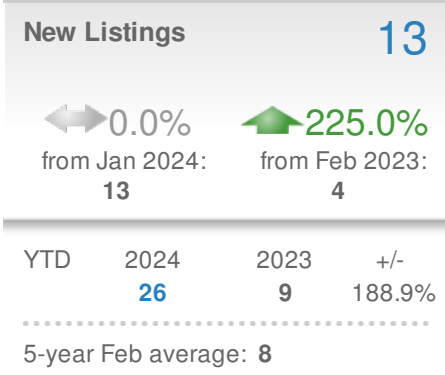 New Listings 13
0.0% 225.0%
from Jan 2024: from Feb 2023:
13 4
YTD 2024 2023 +/-
26 9 188.9%
5-year Feb average: 8